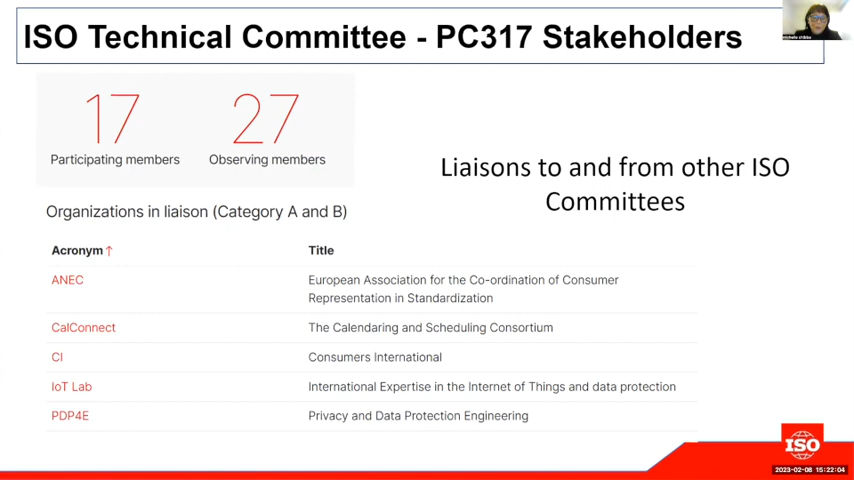 ISO Technical Committee - PC317 Stakeholders
17
27
Participating members
Observing members
Liaisons to and from other ISO
Committees
Organizations in liaison (Category A and B)
Acronym ↑ Title
ANEC European Association for the Co-ordination of Consumer
Representation in Standardization
CalConnect The Calendaring and Scheduling Consortium
CI Consumers International
IoT Lab International Expertise in the Internet of Things and data protection
PDP4E Privacy and Data Protection Engineering
ISO
2023-02-08 15:22:04